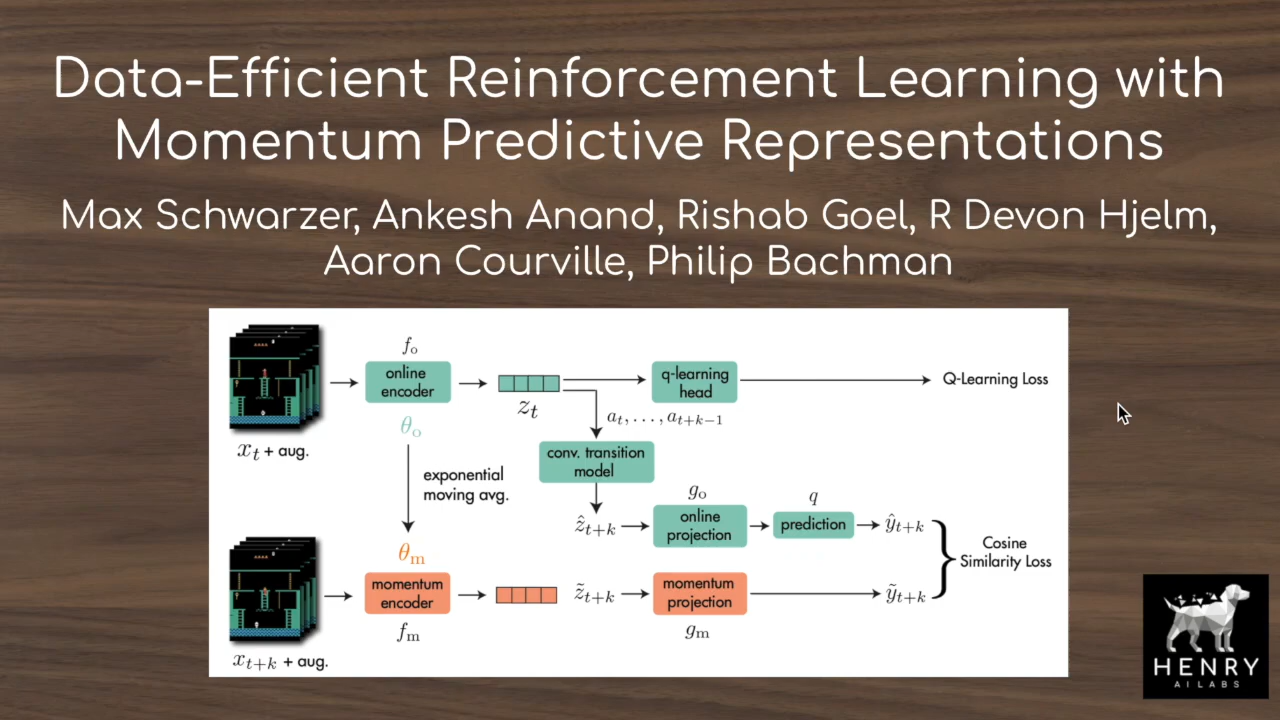 Data-Efficient Reinforcement Learning with
Momentum Predictive Representations
Max Schwarzer, Ankesh Anand, Rishab Goel, R Devon Hjelm,
Aaron Courville, Philip Bachman
f_o
online
encoder
z_t
q-learning
head
Q-Learning Loss
x_t + aug.
θ_o
a_t, . . . , a_{t+k−1}
conv. transition
model
exponential
moving avg.
g_o
q
ẑ_{t+k}
online
projection
prediction
ŷ_{t+k}
Cosine
Similarity Loss
θ_m
momentum
encoder
z̃_{t+k}
momentum
projection
ỹ_{t+k}
f_m
g_m
x_{t+k} + aug.
HENRY
AI LABS